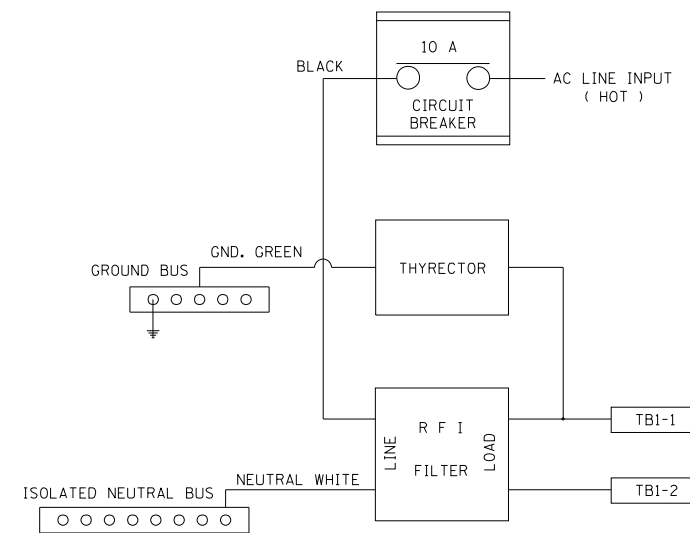 10 A
BLACK
AC LINE INPUT
( HOT )
CIRCUIT
BREAKER
GND. GREEN
GROUND BUS
THYRECTOR
R F I
FILTER
LINE
LOAD
TB1-1
NEUTRAL WHITE
ISOLATED NEUTRAL BUS
TB1-2